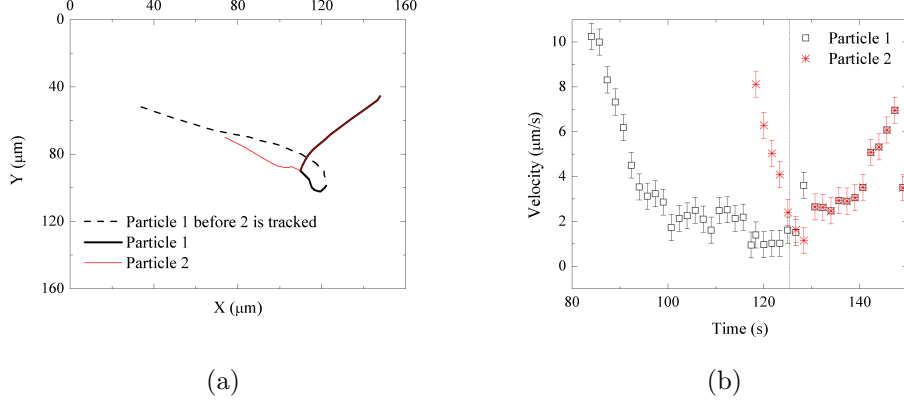 0 40 80 120 160
0
40
80
120
160
Y (μm)
Particle 1 before 2 is tracked
Particle 1
Particle 2
X (μm)
(a)
10
8
6
4
2
0
Velocity (μm/s)
Particle 1
Particle 2
80 100 120 140
Time (s)
(b)